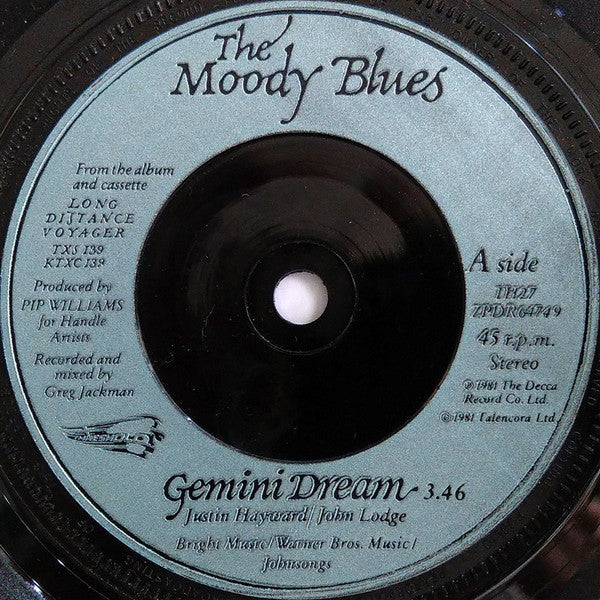 The
Moody Blues
From the album
and cassette
LONG
DISTANCE
VOYAGER
TXS 139
KTXC 139
Produced by
PIP WILLIAMS
for Handle
Artists
Recorded and
mixed by
Greg Jackman
THRESHOLD
A side
TH27
ZPDR64749
45 r.p.m.
Stereo
℗1981 The Decca
Record Co. Ltd.
©1981 Talencora Ltd.
Gemini Dream 3.46
Justin Hayward/John Lodge
Bright Music/Warner Bros. Music/
Johnsongs